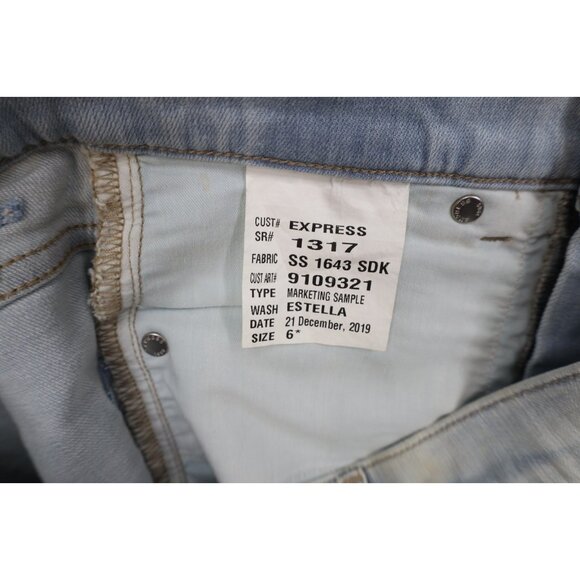 CUST# EXPRESS
SR# 1317
FABRIC SS 1643 SDK
CUST ART# 9109321
TYPE MARKETING SAMPLE
WASH ESTELLA
DATE 21 December, 2019
SIZE 6*